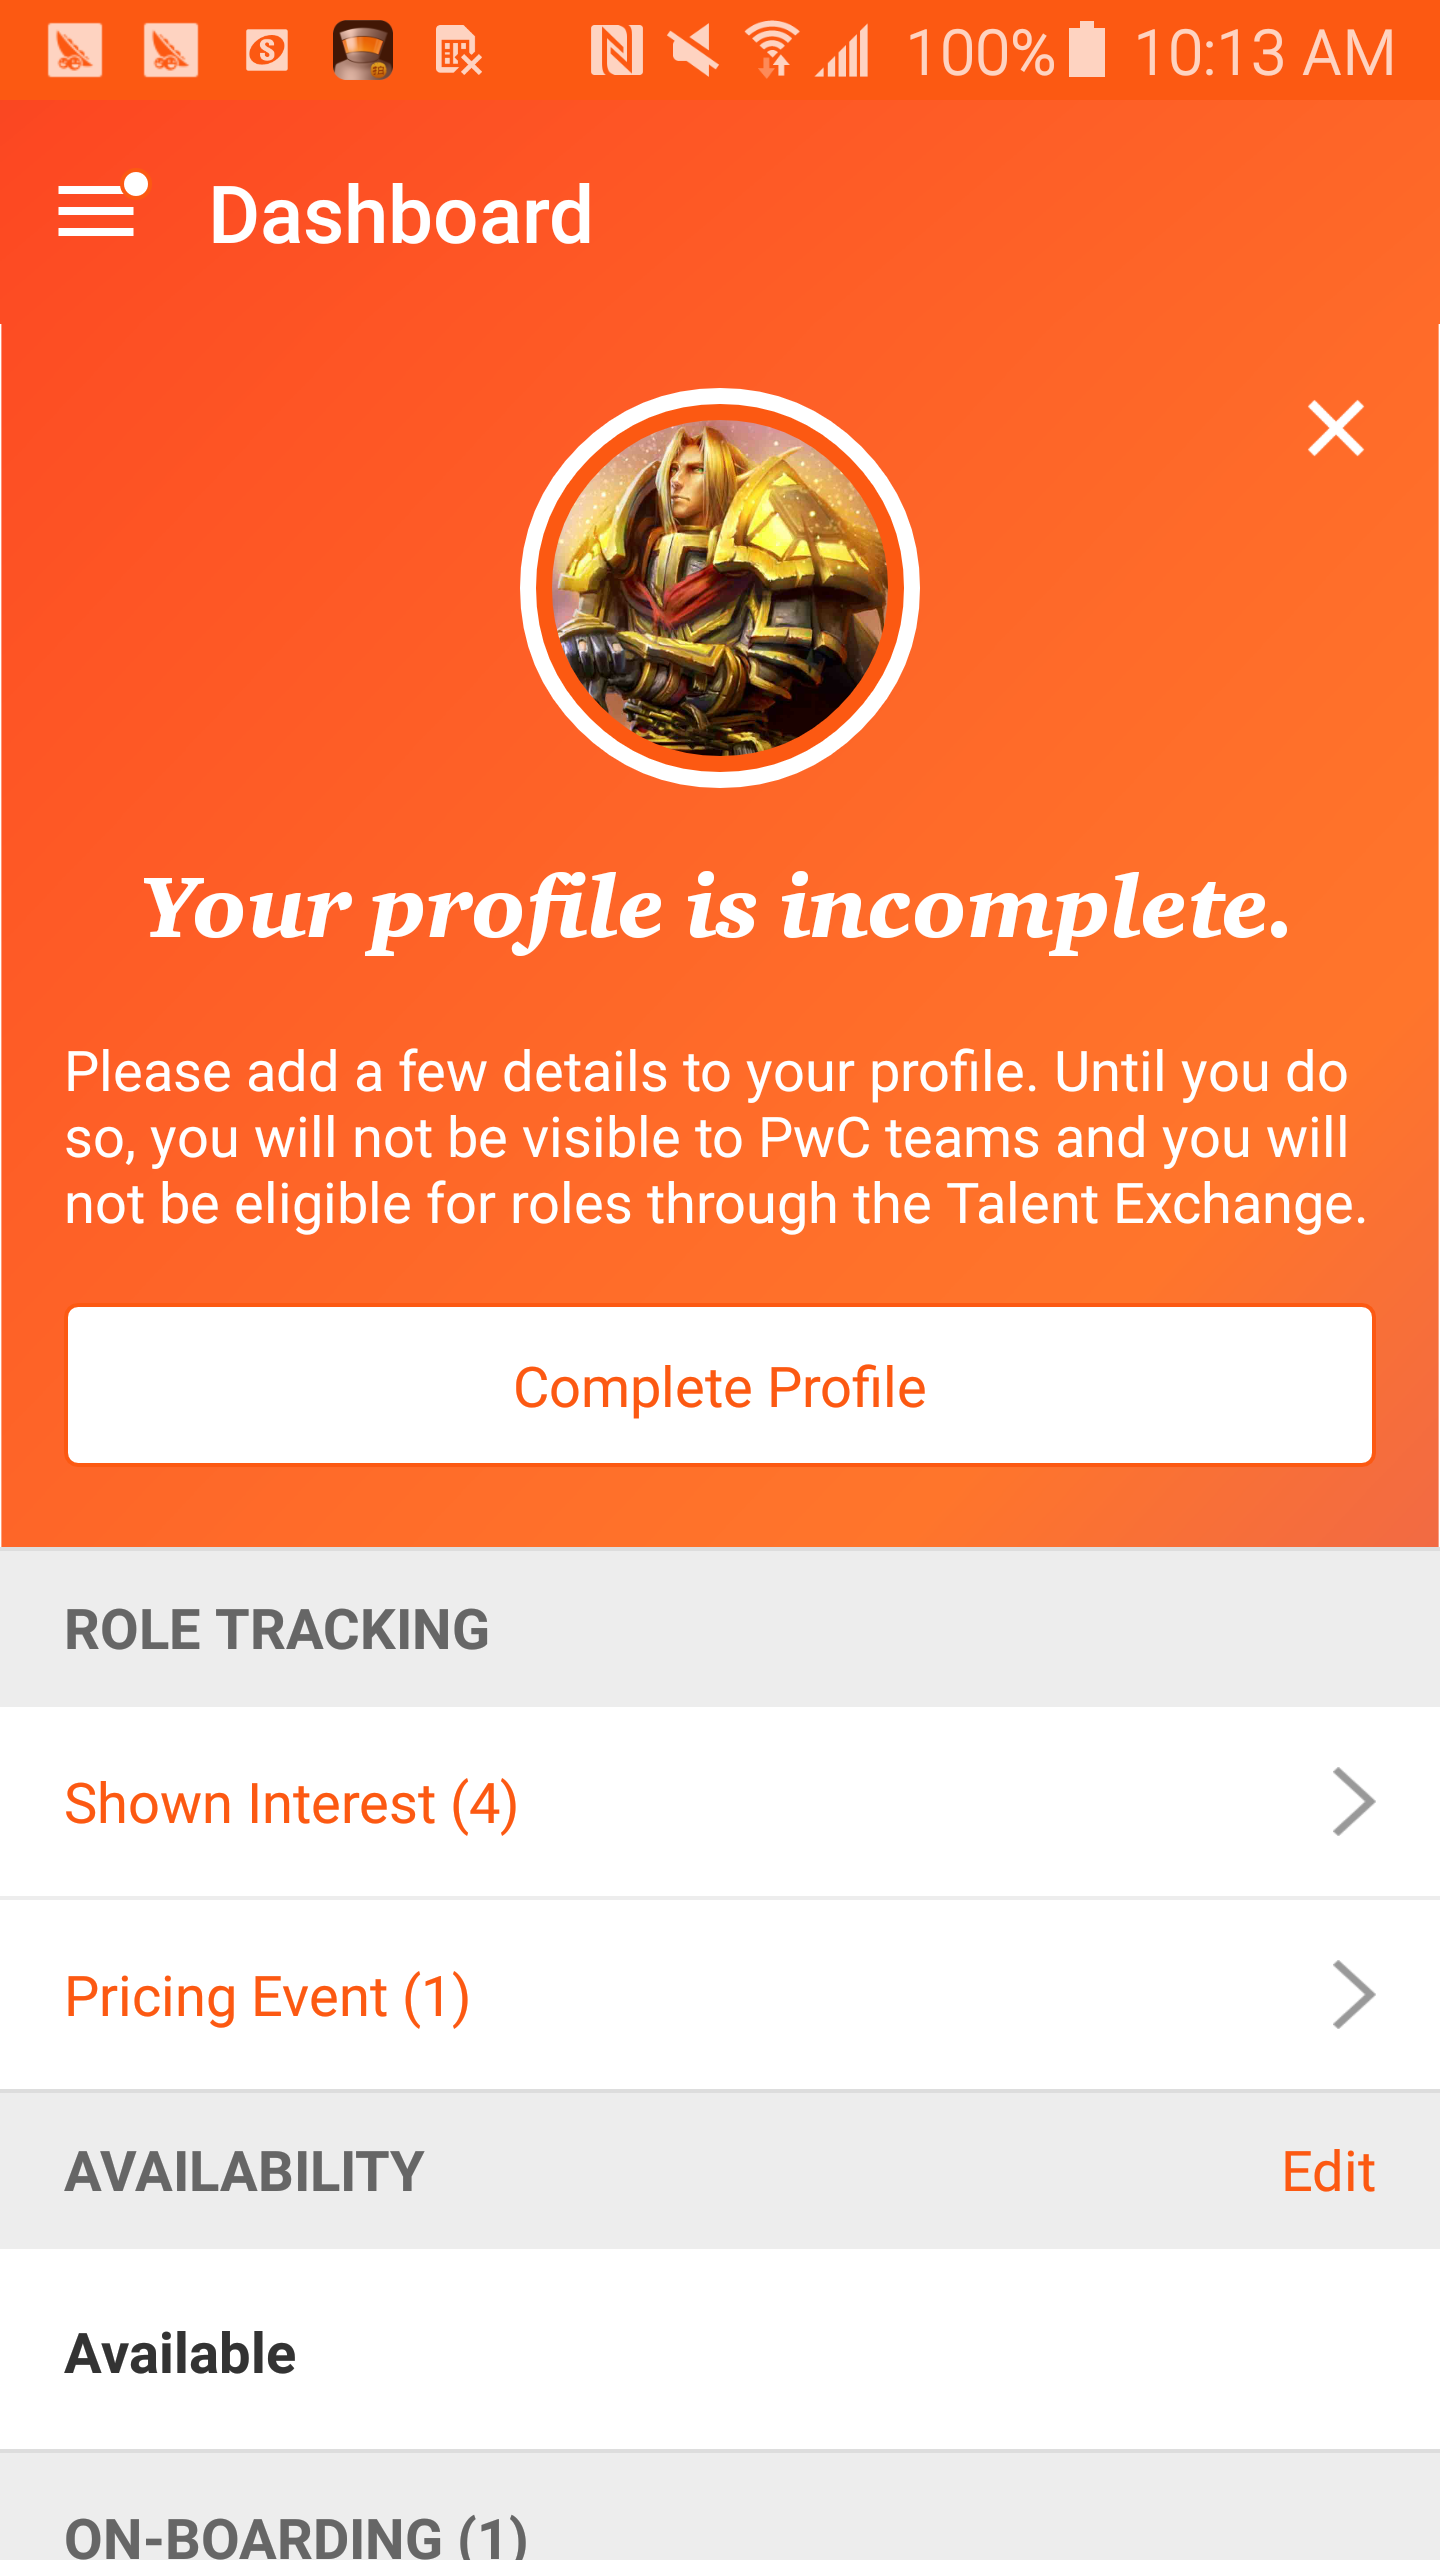 100% 10:13 AM
Dashboard
Your profile is incomplete.
Please add a few details to your profile. Until you do
so, you will not be visible to PwC teams and you will
not be eligible for roles through the Talent Exchange.
Complete Profile
ROLE TRACKING
Shown Interest (4)
Pricing Event (1)
AVAILABILITY Edit
Available
ON-BOARDING (1)